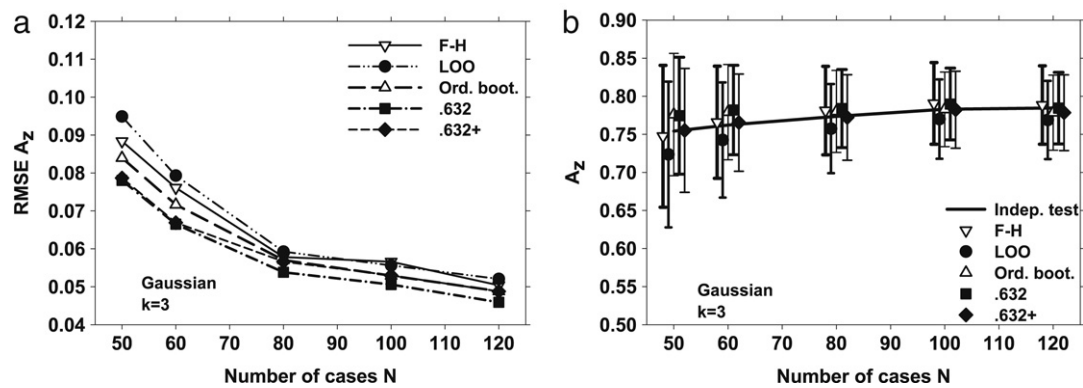 a
0.12
0.11
0.10
0.09
0.08
0.07
0.06
0.05
0.04
RMSE Az
F-H
LOO
Ord. boot.
.632
.632+
Gaussian
k=3
50 60 70 80 90 100 110 120
Number of cases N
b
0.90
0.85
0.80
0.75
0.70
0.65
0.60
0.55
0.50
Az
Indep. test
F-H
LOO
Ord. boot.
.632
.632+
Gaussian
k=3
50 60 70 80 90 100 110 120
Number of cases N